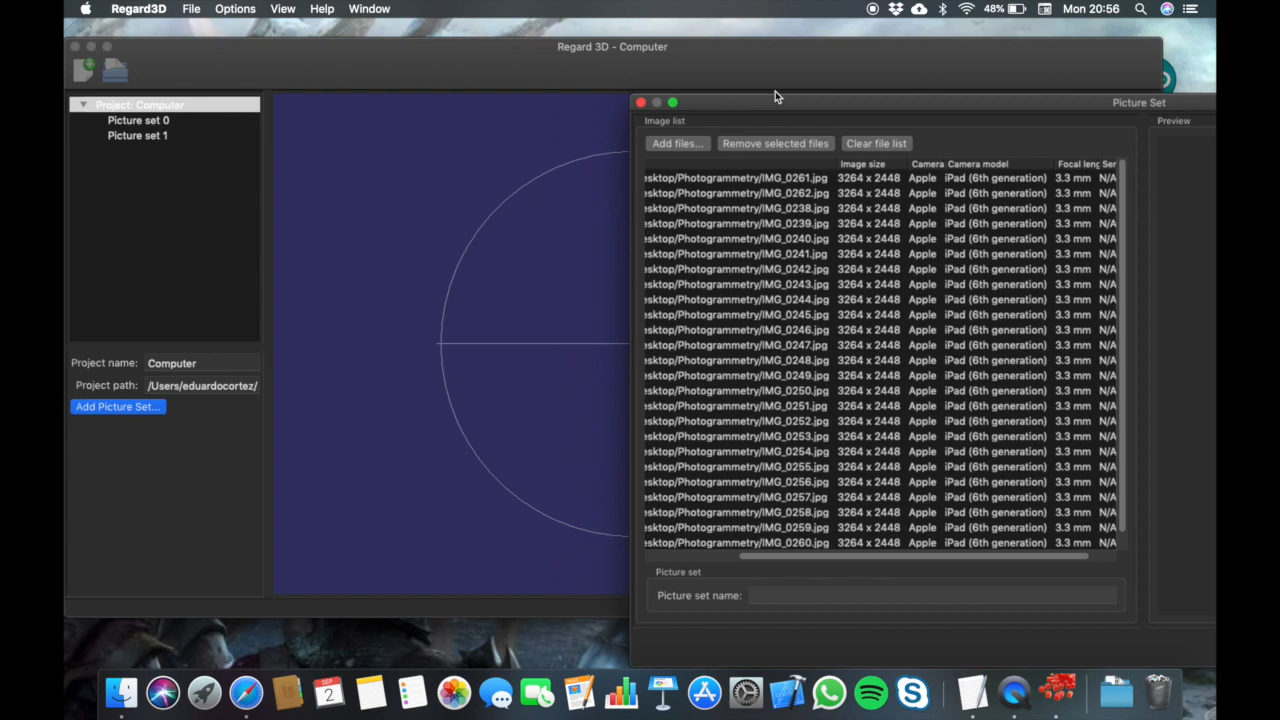 Regard3D File Options View Help Window 48% Mon 20:56
Regard 3D - Computer
Project: Computer
Picture set 0
Picture set 1
Project name: Computer
Project path: /Users/eduardocortez/
Add Picture Set...
Picture Set
Image list
Preview
Add files... Remove selected files Clear file list
Image size Camera Camera model Focal leng Ser
esktop/Photogrammetry/IMG_0261.jpg 3264 x 2448 Apple iPad (6th generation) 3.3 mm N/A
esktop/Photogrammetry/IMG_0262.jpg 3264 x 2448 Apple iPad (6th generation) 3.3 mm N/A
esktop/Photogrammetry/IMG_0238.jpg 3264 x 2448 Apple iPad (6th generation) 3.3 mm N/A
esktop/Photogrammetry/IMG_0239.jpg 3264 x 2448 Apple iPad (6th generation) 3.3 mm N/A
esktop/Photogrammetry/IMG_0240.jpg 3264 x 2448 Apple iPad (6th generation) 3.3 mm N/A
esktop/Photogrammetry/IMG_0241.jpg 3264 x 2448 Apple iPad (6th generation) 3.3 mm N/A
esktop/Photogrammetry/IMG_0242.jpg 3264 x 2448 Apple iPad (6th generation) 3.3 mm N/A
esktop/Photogrammetry/IMG_0243.jpg 3264 x 2448 Apple iPad (6th generation) 3.3 mm N/A
esktop/Photogrammetry/IMG_0244.jpg 3264 x 2448 Apple iPad (6th generation) 3.3 mm N/A
esktop/Photogrammetry/IMG_0245.jpg 3264 x 2448 Apple iPad (6th generation) 3.3 mm N/A
esktop/Photogrammetry/IMG_0246.jpg 3264 x 2448 Apple iPad (6th generation) 3.3 mm N/A
esktop/Photogrammetry/IMG_0247.jpg 3264 x 2448 Apple iPad (6th generation) 3.3 mm N/A
esktop/Photogrammetry/IMG_0248.jpg 3264 x 2448 Apple iPad (6th generation) 3.3 mm N/A
esktop/Photogrammetry/IMG_0249.jpg 3264 x 2448 Apple iPad (6th generation) 3.3 mm N/A
esktop/Photogrammetry/IMG_0250.jpg 3264 x 2448 Apple iPad (6th generation) 3.3 mm N/A
esktop/Photogrammetry/IMG_0251.jpg 3264 x 2448 Apple iPad (6th generation) 3.3 mm N/A
esktop/Photogrammetry/IMG_0252.jpg 3264 x 2448 Apple iPad (6th generation) 3.3 mm N/A
esktop/Photogrammetry/IMG_0253.jpg 3264 x 2448 Apple iPad (6th generation) 3.3 mm N/A
esktop/Photogrammetry/IMG_0254.jpg 3264 x 2448 Apple iPad (6th generation) 3.3 mm N/A
esktop/Photogrammetry/IMG_0255.jpg 3264 x 2448 Apple iPad (6th generation) 3.3 mm N/A
esktop/Photogrammetry/IMG_0256.jpg 3264 x 2448 Apple iPad (6th generation) 3.3 mm N/A
esktop/Photogrammetry/IMG_0257.jpg 3264 x 2448 Apple iPad (6th generation) 3.3 mm N/A
esktop/Photogrammetry/IMG_0258.jpg 3264 x 2448 Apple iPad (6th generation) 3.3 mm N/A
esktop/Photogrammetry/IMG_0259.jpg 3264 x 2448 Apple iPad (6th generation) 3.3 mm N/A
esktop/Photogrammetry/IMG_0260.jpg 3264 x 2448 Apple iPad (6th generation) 3.3 mm N/A
Picture set
Picture set name:
SEP
2